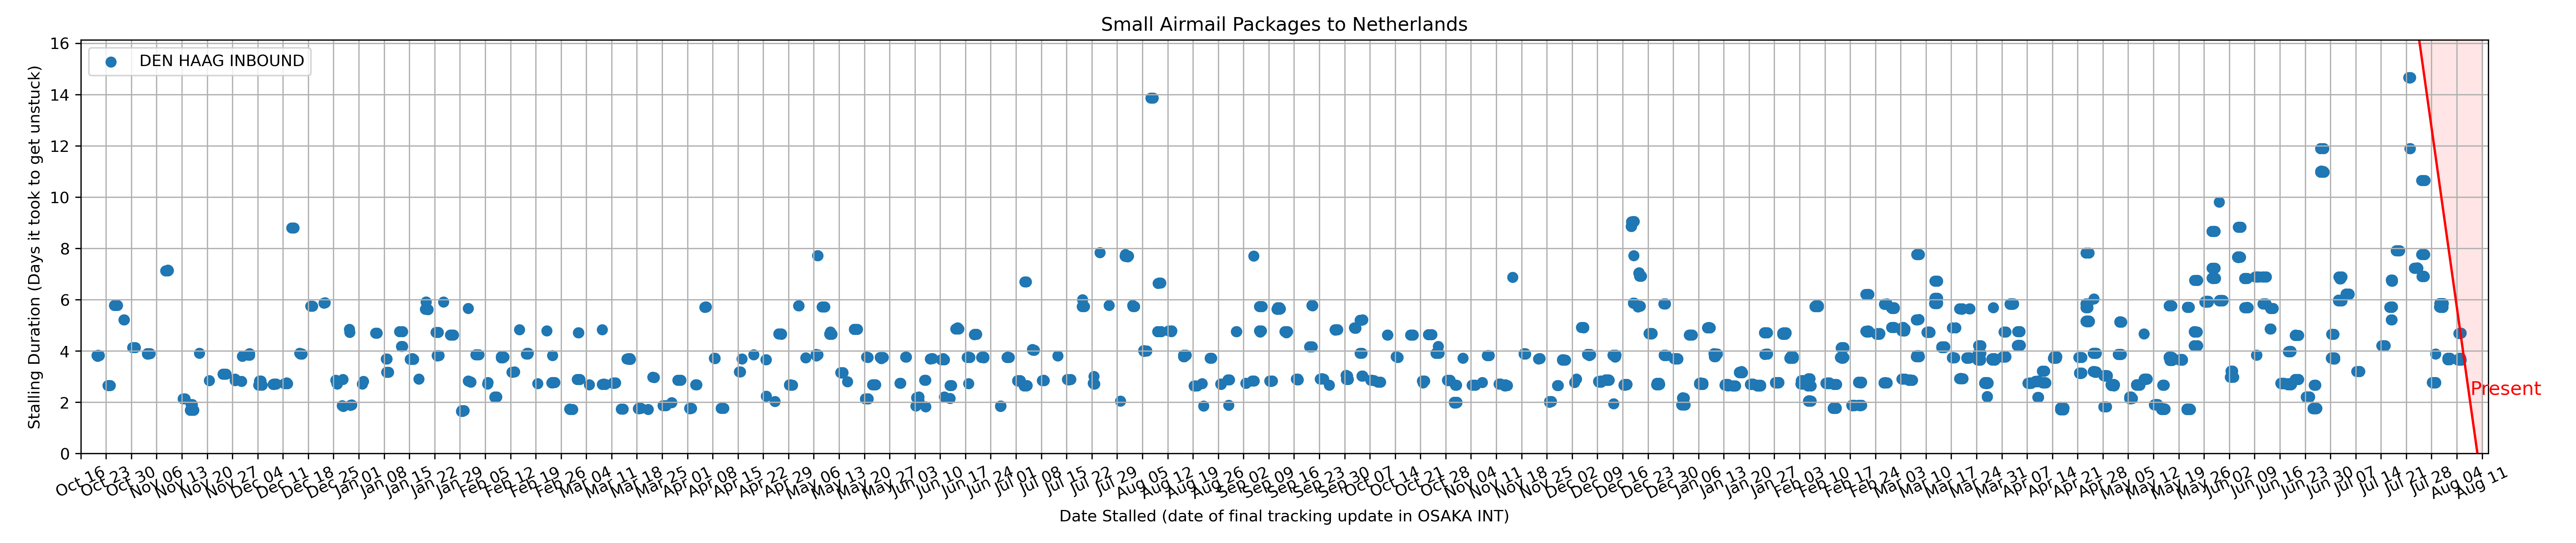 Small Airmail Packages to Netherlands
DEN HAAG INBOUND
Stalling Duration (Days it took to get unstuck)
16
14
12
10
8
6
4
2
0
Present
Oct 16
Oct 23
Oct 30
Nov 06
Nov 13
Nov 20
Nov 27
Dec 04
Dec 11
Dec 18
Dec 25
Jan 01
Jan 08
Jan 15
Jan 22
Jan 29
Feb 05
Feb 12
Feb 19
Feb 26
Mar 04
Mar 11
Mar 18
Mar 25
Apr 01
Apr 08
Apr 15
Apr 22
Apr 29
May 06
May 13
May 20
May 27
Jun 03
Jun 10
Jun 17
Jun 24
Jul 01
Jul 08
Jul 15
Jul 22
Jul 29
Aug 05
Aug 12
Aug 19
Aug 26
Sep 02
Sep 09
Sep 16
Sep 23
Sep 30
Oct 07
Oct 14
Oct 21
Oct 28
Nov 04
Nov 11
Nov 18
Nov 25
Dec 02
Dec 09
Dec 16
Dec 23
Dec 30
Jan 06
Jan 13
Jan 20
Jan 27
Feb 03
Feb 10
Feb 17
Feb 24
Mar 03
Mar 10
Mar 17
Mar 24
Mar 31
Apr 07
Apr 14
Apr 21
Apr 28
May 05
May 12
May 19
May 26
Jun 02
Jun 09
Jun 16
Jun 23
Jun 30
Jul 07
Jul 14
Jul 21
Jul 28
Aug 04
Aug 11
Date Stalled (date of final tracking update in OSAKA INT)